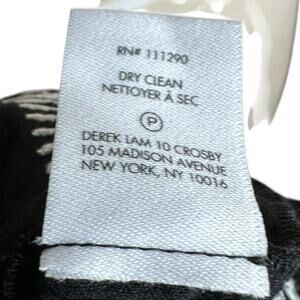 RN# 111290
DRY CLEAN
NETTOYER À SEC
P
DEREK LAM 10 CROSBY
105 MADISON AVENUE
NEW YORK, NY 10016